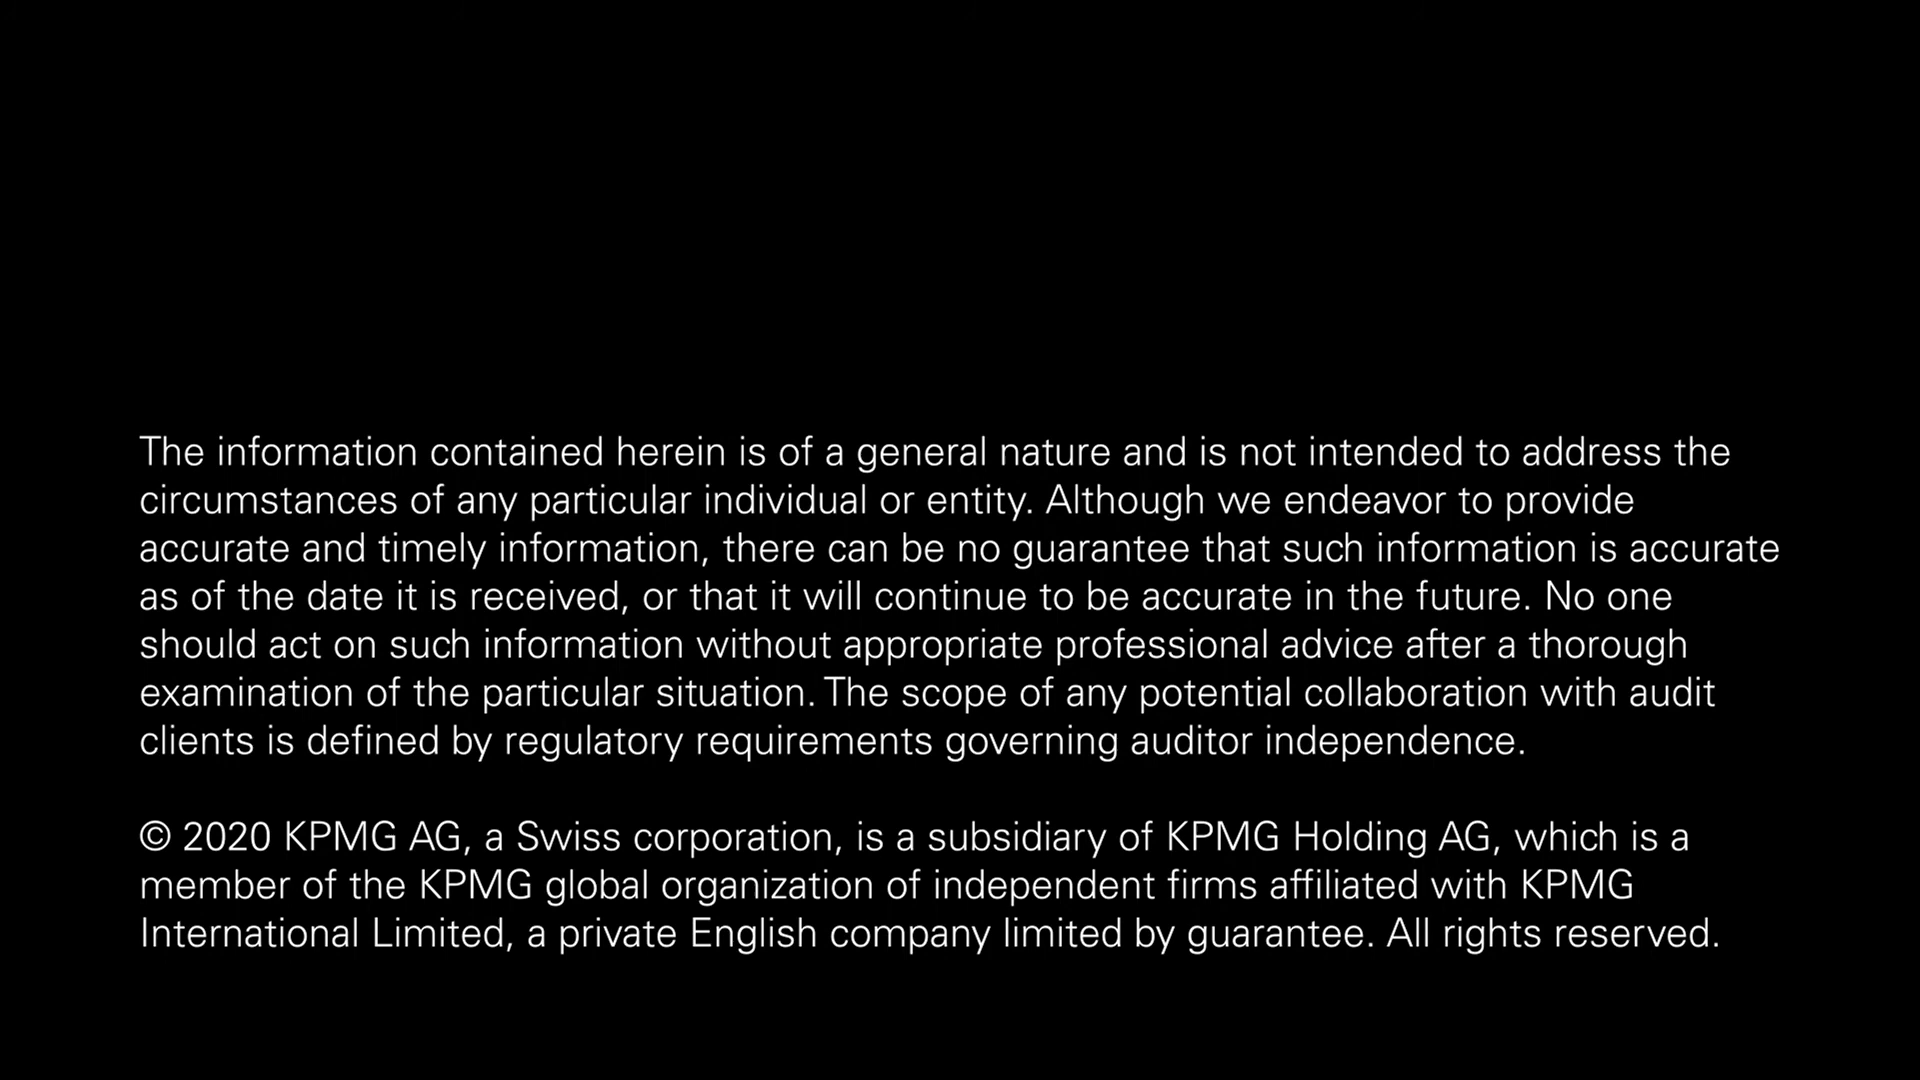 The information contained herein is of a general nature and is not intended to address the
circumstances of any particular individual or entity. Although we endeavor to provide
accurate and timely information, there can be no guarantee that such information is accurate
as of the date it is received, or that it will continue to be accurate in the future. No one
should act on such information without appropriate professional advice after a thorough
examination of the particular situation. The scope of any potential collaboration with audit
clients is defined by regulatory requirements governing auditor independence.
© 2020 KPMG AG, a Swiss corporation, is a subsidiary of KPMG Holding AG, which is a
member of the KPMG global organization of independent firms affiliated with KPMG
International Limited, a private English company limited by guarantee. All rights reserved.